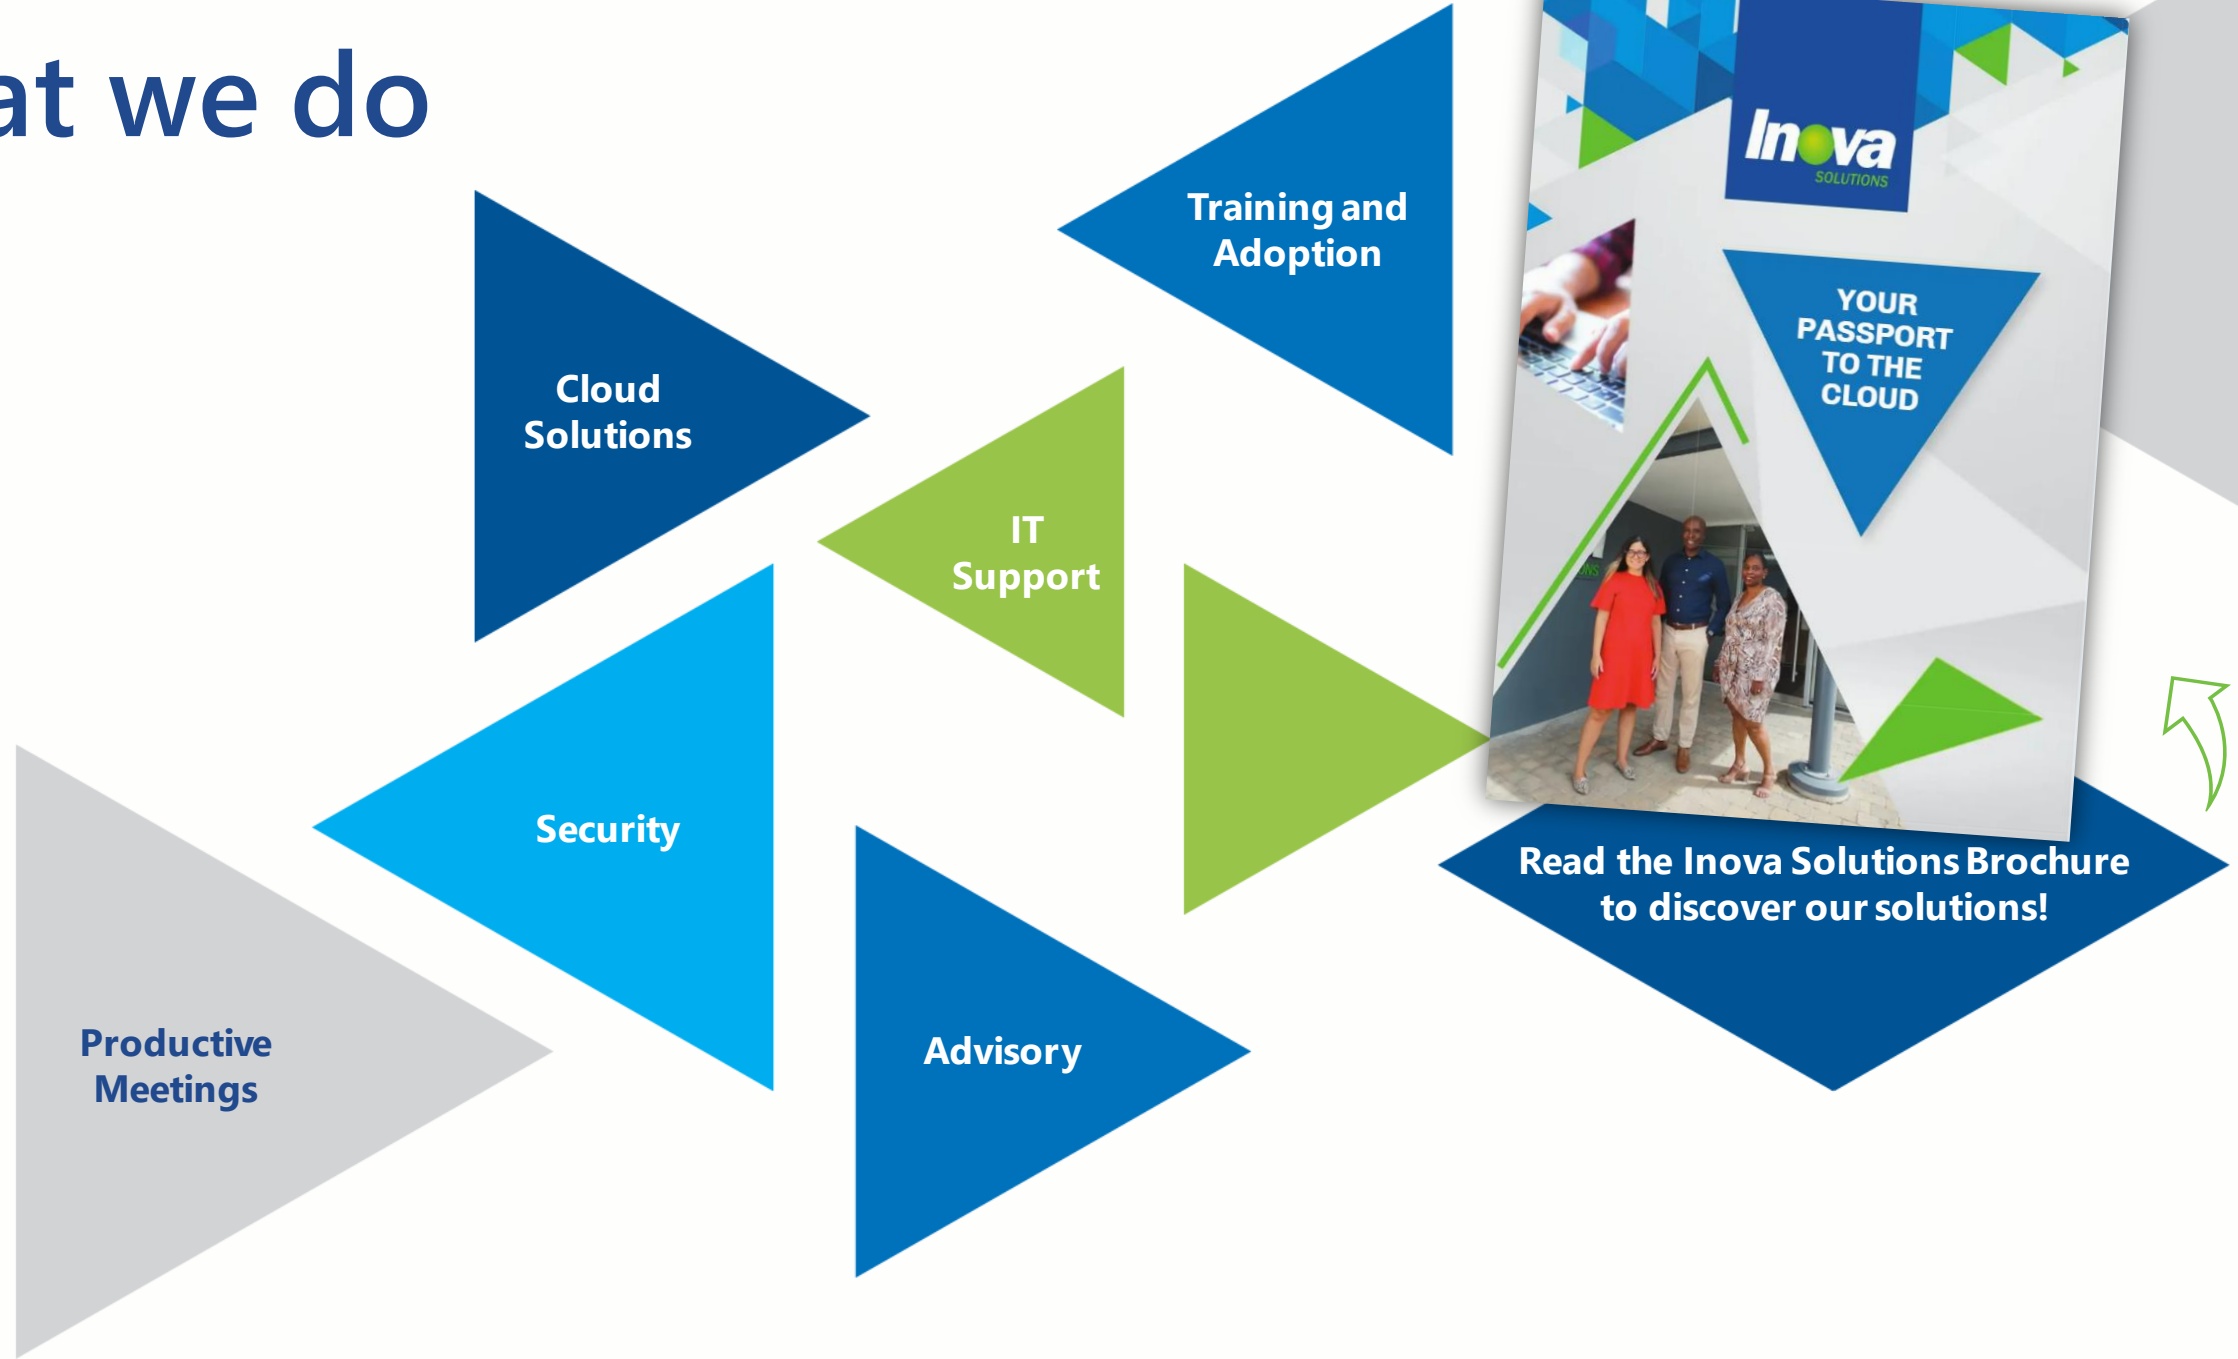 at we do
Training and
Adoption
Cloud
Solutions
IT
Support
Security
Productive
Meetings
Advisory
Inova
SOLUTIONS
YOUR
PASSPORT
TO THE
CLOUD
NS
Read the Inova Solutions Brochure
to discover our solutions!